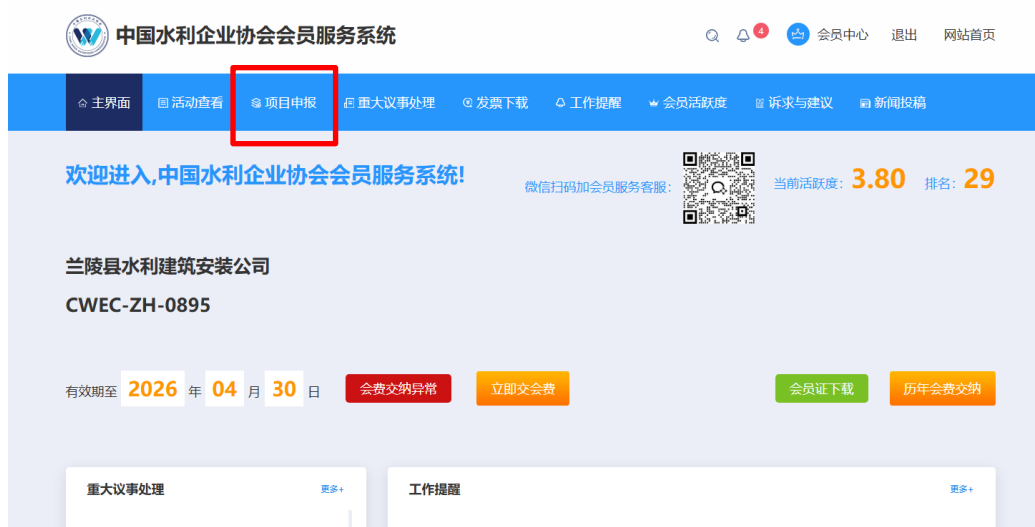 中国水利企业协会会员服务系统
4 会员中心 退出 网站首页
主界面 活动查看 项目申报 重大议事处理 发票下载 工作提醒 会员活跃度 诉求与建议 新闻投稿
欢迎进入,中国水利企业协会会员服务系统!
微信扫码加会员服务客服: 当前活跃度: 3.80 排名: 29
兰陵县水利建筑安装公司
CWEC-ZH-0895
有效期至 2026 年 04 月 30 日 会费交纳异常 立即交会费 会员证下载 历年会费交纳
重大议事处理 更多+ 工作提醒 更多+